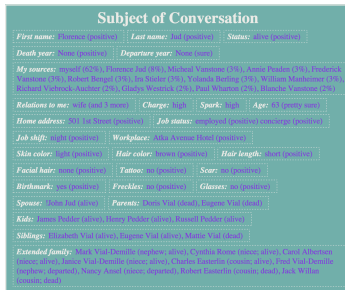 Subject of Conversation
First name: Florence (positive) Last name: Jud (positive) Status: alive (positive)
Death year: None (positive) Departure year: None (sure)
My sources: myself (62%), Florence Jud (8%), Micheal Vanstone (3%), Annie Peaden (3%), Frederick
Vanstone (3%), Robert Bengel (3%), Ira Stieler (3%), Yolanda Berling (3%), William Manheimer (3%),
Richard Viebrock-Auchter (2%), Gladys Westrick (2%), Paul Wharton (2%), Blanche Vanstone (2%)
Relations to me: wife (and 3 more) Charge: high Spark: high Age: 63 (pretty sure)
Home address: 501 1st Street (positive) Job status: employed (positive) concierge (positive)
Job shift: night (positive) Workplace: Atka Avenue Hotel (positive)
Skin color: light (positive) Hair color: brown (positive) Hair length: short (positive)
Facial hair: none (positive) Tattoo: no (positive) Scar: no (positive)
Birthmark: yes (positive) Freckles: no (positive) Glasses: no (positive)
Spouse: !John Jud (alive) Parents: Doris Vial (dead), Eugene Vial (dead)
Kids: James Pedder (alive), Henry Pedder (alive), Russell Pedder (alive)
Siblings: Elizabeth Vial (alive), Eugene Vial (alive), Mattie Vial (dead)
Extended family: Mark Vial-Demille (nephew; alive), Cynthia Rome (niece; alive), Carol Albertsen
(niece; alive), Janice Vial-Demille (niece; alive), Charles Easterlin (cousin; alive), Fred Vial-Demille
(nephew; departed), Nancy Ansel (niece; departed), Robert Easterlin (cousin; dead), Jack Willax
(cousin; dead)